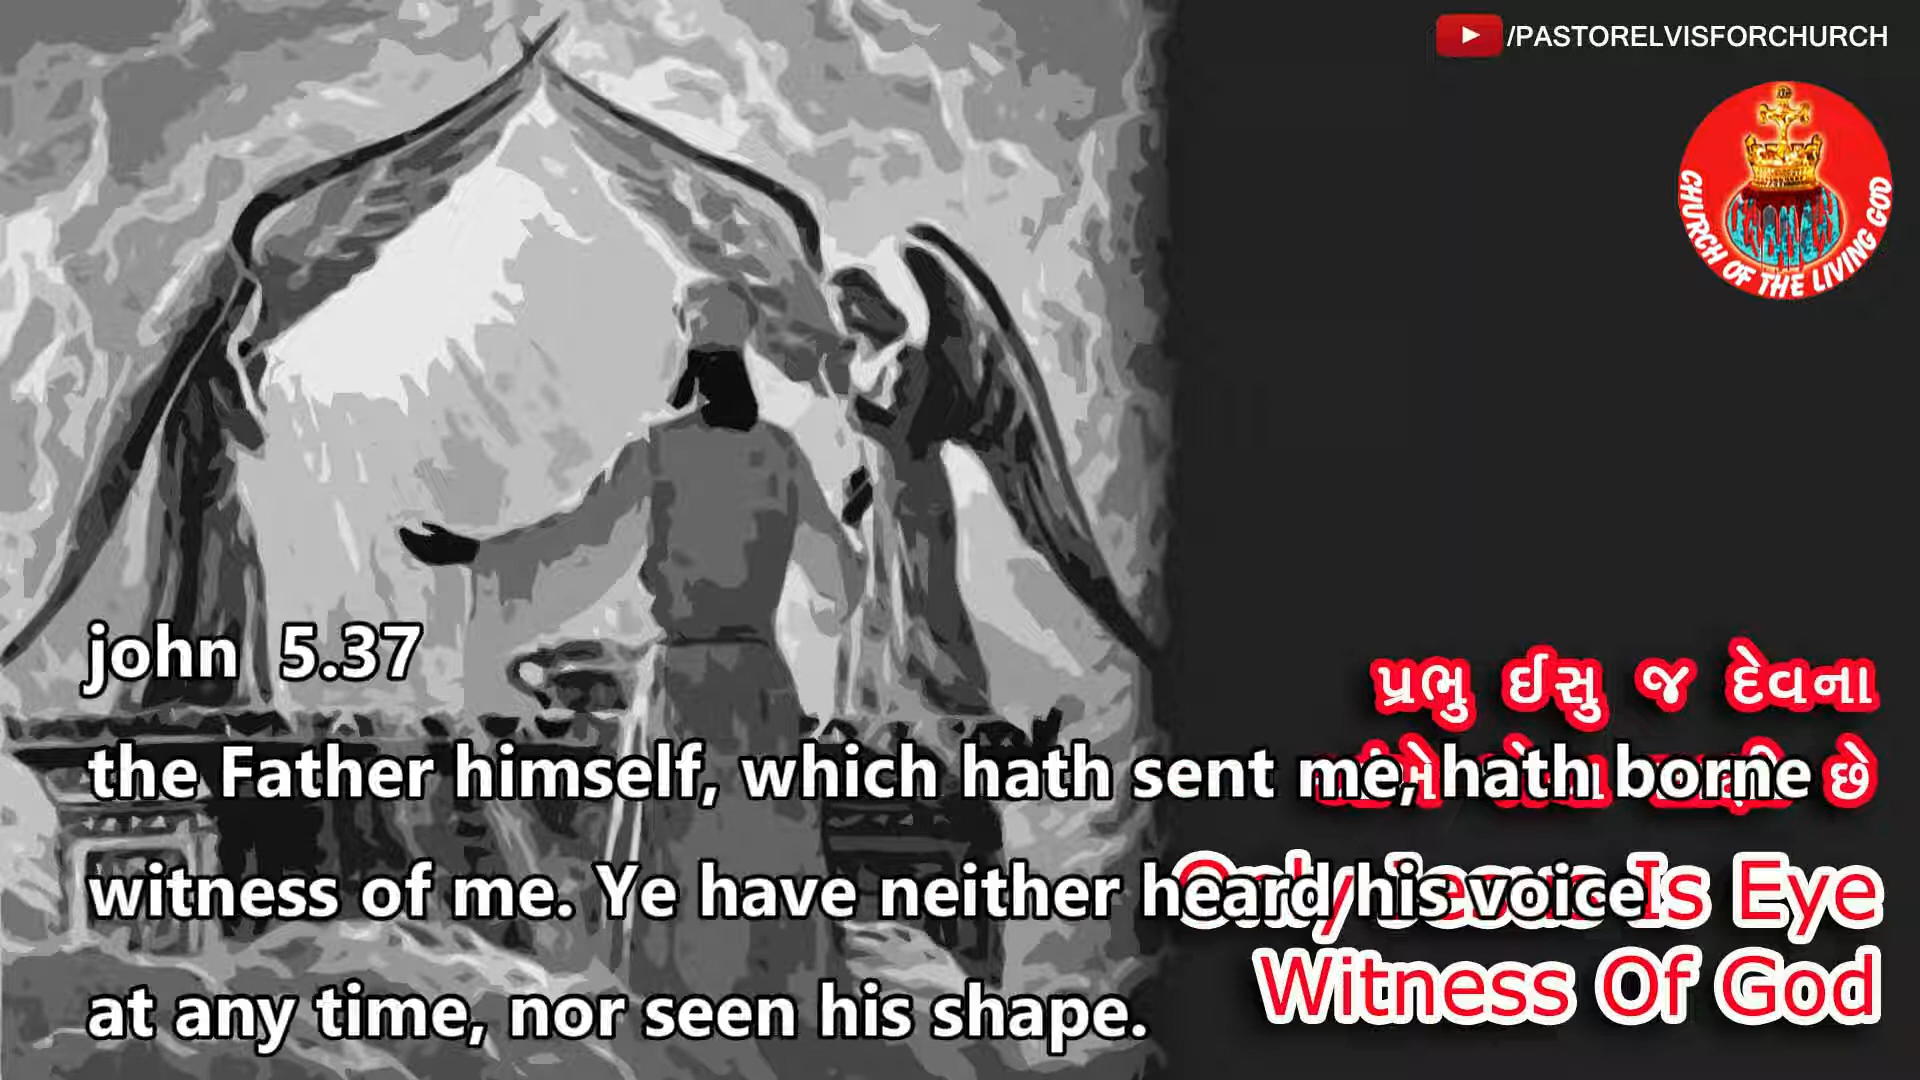 /PASTORELVISFORCHURCH
CHURCH OF THE LIVING GOD
john 5.37
the Father himself, which hath sent me, hath borne
witness of me. Ye have neither heard his voice
at any time, nor seen his shape.
પ્રભુ ઈસુ જ દેવના
છે
Only Jesus Is Eye
Witness Of God